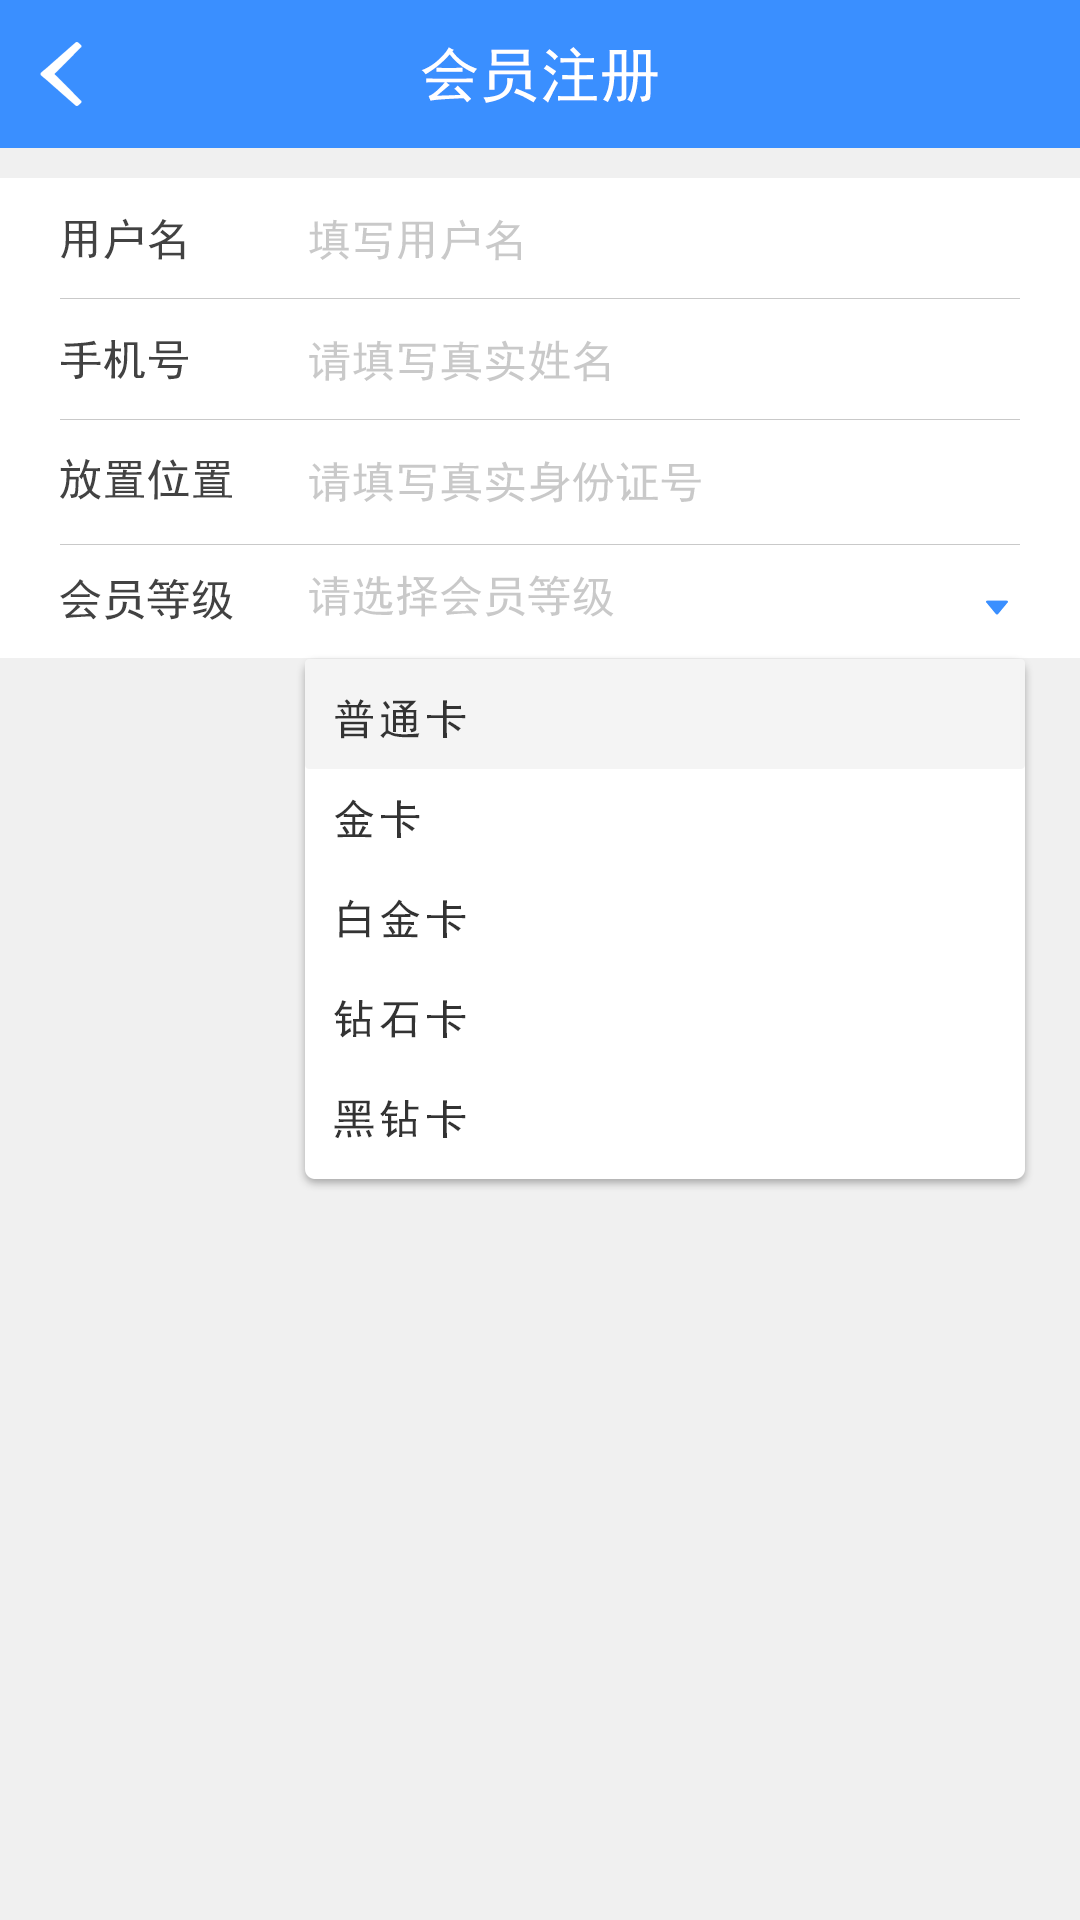 会员注册
用户名 填写用户名
手机号 请填写真实姓名
放置位置 请填写真实身份证号
会员等级 请选择会员等级
普通卡
金卡
白金卡
钻石卡
黑钻卡